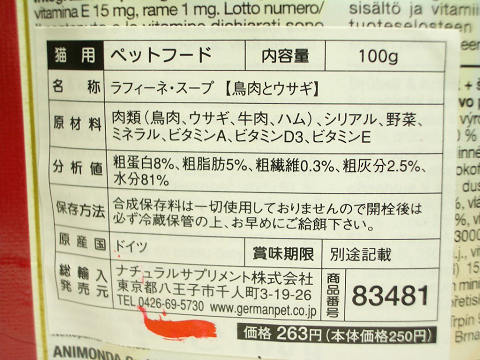 vitamina E 15 mg, rame 1 mg. Lotto numero/
sisältö ja
tuoteselosteen
猫用 ペットフード 内容量 100g
名称 ラフィーネ・スープ 【鳥肉とウサギ】
原材料 肉類(鳥肉、ウサギ、牛肉、ハム)、シリアル、野菜、
ミネラル、ビタミンA、ビタミンD3、ビタミンE
分析値 粗蛋白8%、粗脂肪5%、粗繊維0.3%、粗灰分2.5%、
水分81%
保存方法 合成保存料は一切使用しておりませんので開栓後は
必ず冷蔵保管の上、お早めにご給餌下さい。
原産国 ドイツ 賞味期限 別途記載
総輸入発売元 ナチュラルサプリメント株式会社
東京都八王子市千人町3-19-26
TEL 0426-69-5730 www.germanpet.com
商品番号 83481
価格 263円(本体価格250円)
ANIMONDA